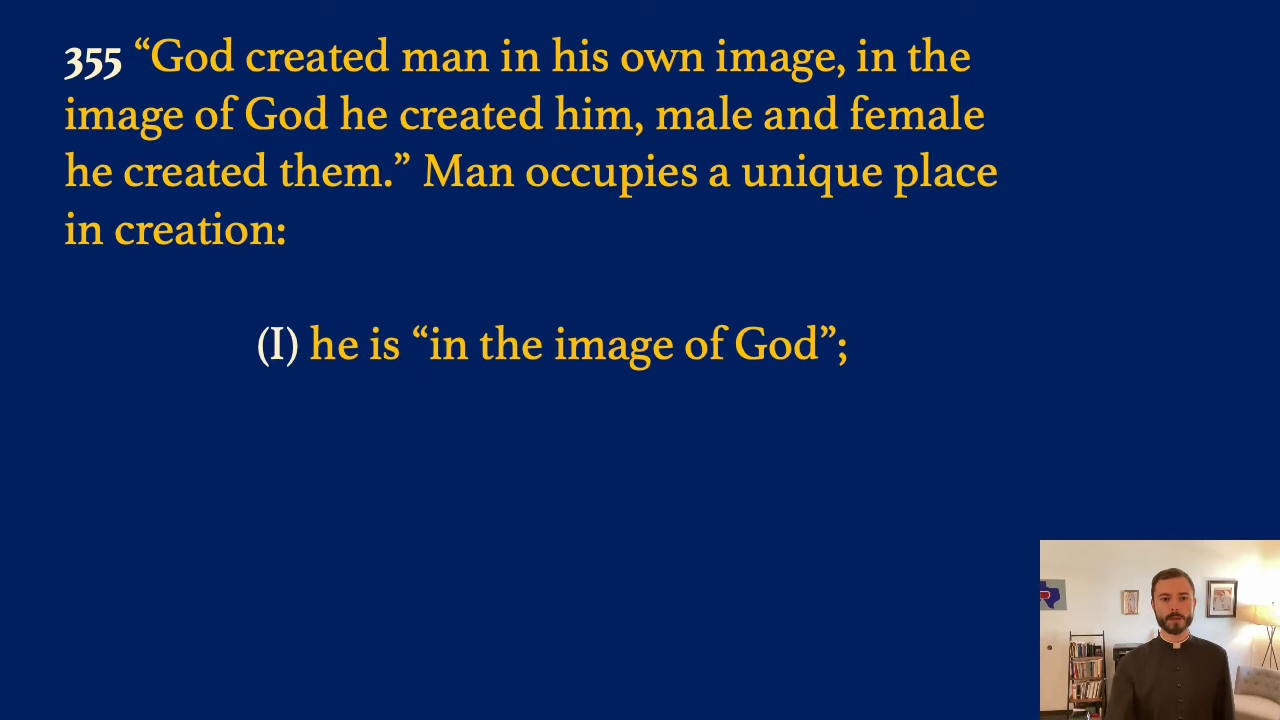 355 “God created man in his own image, in the
image of God he created him, male and female
he created them.” Man occupies a unique place
in creation:
(I) he is “in the image of God”;